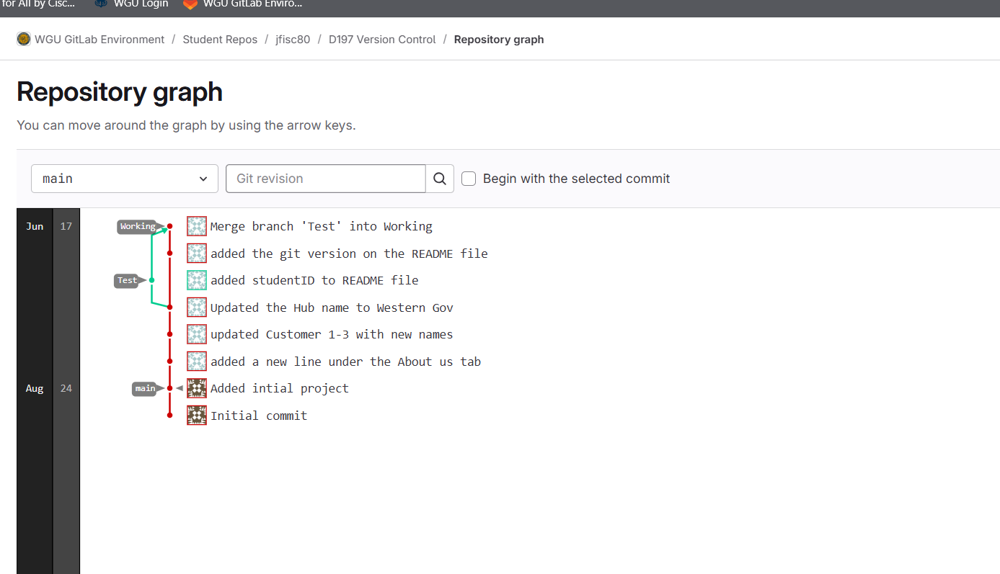 for All by Cisc... WGU Login WGU GitLab Enviro...
WGU GitLab Environment / Student Repos / jfisc80 / D197 Version Control / Repository graph
Repository graph
You can move around the graph by using the arrow keys.
main Git revision Begin with the selected commit
Jun 17 Working Merge branch 'Test' into Working
added the git version on the README file
Test added studentID to README file
Updated the Hub name to Western Gov
updated Customer 1-3 with new names
added a new line under the About us tab
Aug 24 main Added intial project
Initial commit